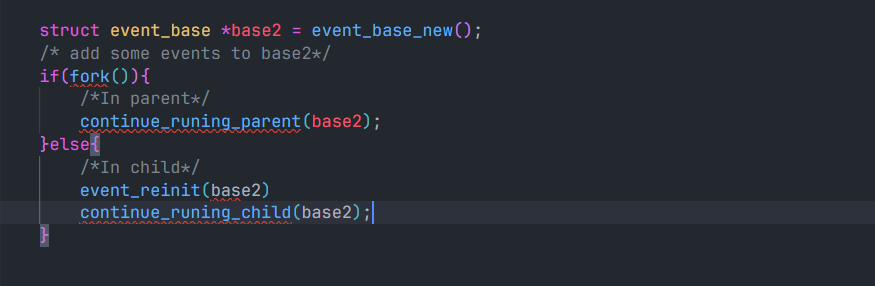 struct event_base *base2 = event_base_new();
/* add some events to base2*/
if(fork()){
/*In parent*/
continue_runing_parent(base2);
}else{
/*In child*/
event_reinit(base2)
continue_runing_child(base2);
}